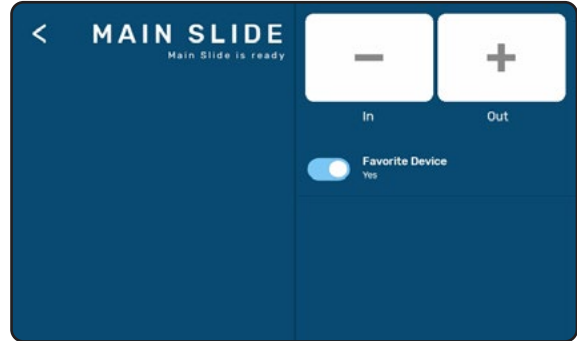 < MAIN SLIDE
Main Slide is ready
− +
In Out
Favorite Device
Yes